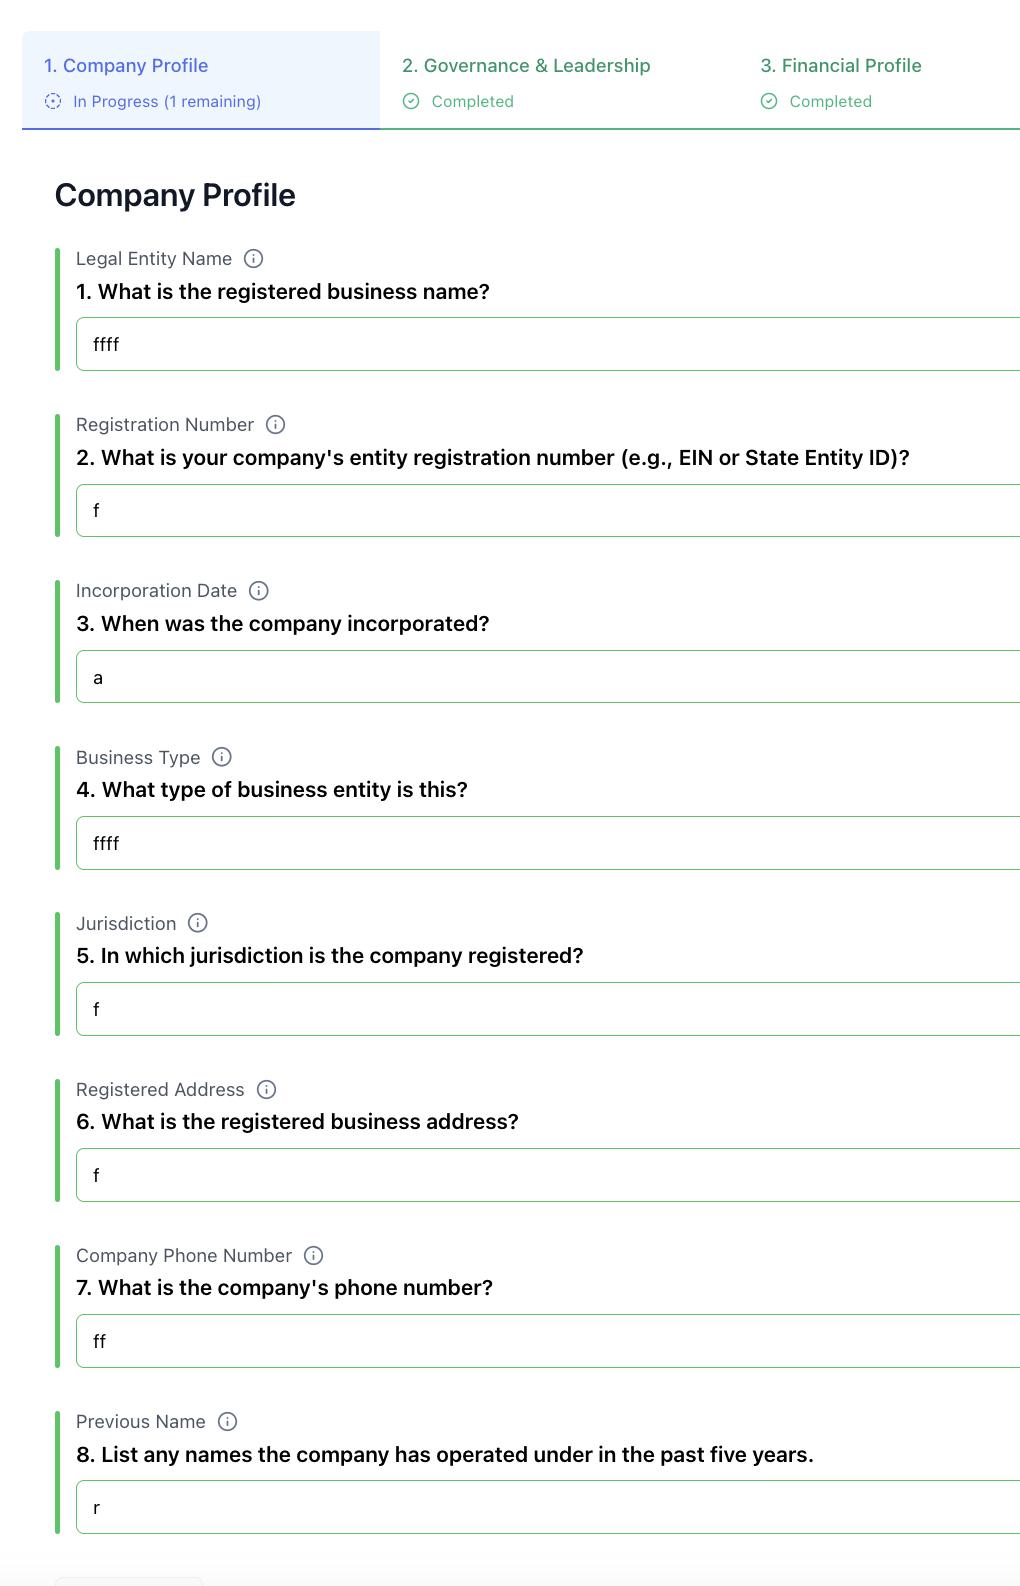 1. Company Profile
In Progress (1 remaining)
2. Governance & Leadership
Completed
3. Financial Profile
Completed
Company Profile
Legal Entity Name
1. What is the registered business name?
ffff
Registration Number
2. What is your company's entity registration number (e.g., EIN or State Entity ID)?
f
Incorporation Date
3. When was the company incorporated?
a
Business Type
4. What type of business entity is this?
ffff
Jurisdiction
5. In which jurisdiction is the company registered?
f
Registered Address
6. What is the registered business address?
f
Company Phone Number
7. What is the company's phone number?
ff
Previous Name
8. List any names the company has operated under in the past five years.
r